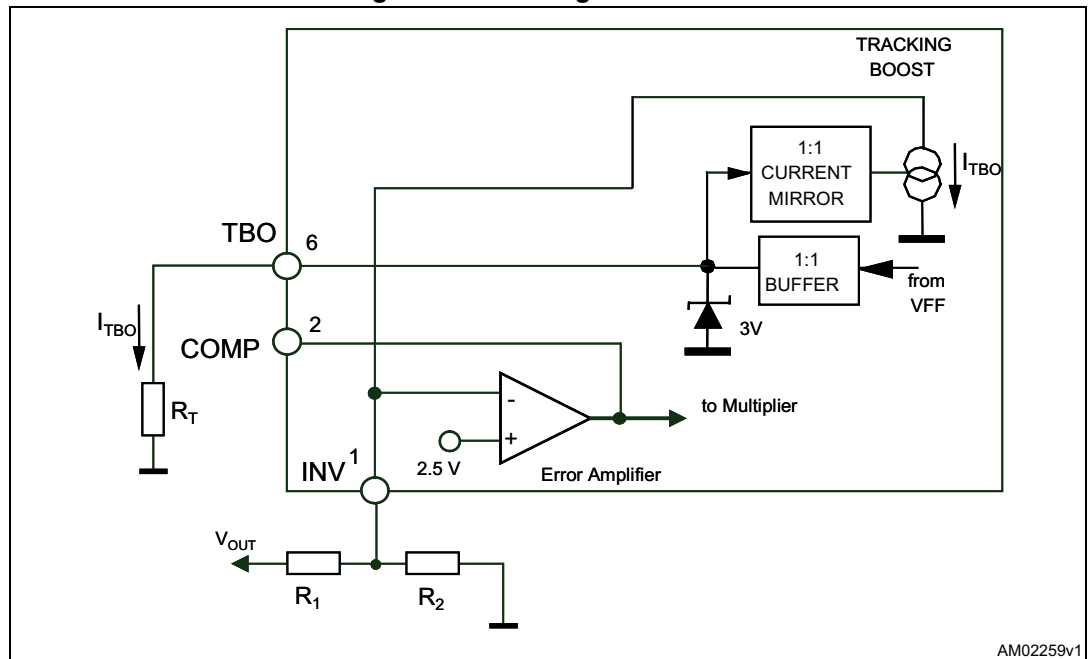 TRACKING
BOOST
1:1
CURRENT
MIRROR
I_TBO
TBO
6
1:1
BUFFER
from
VFF
3V
I_TBO
COMP
2
R_T
-
+
to Multiplier
2.5 V
Error Amplifier
INV
1
V_OUT
R_1
R_2
AM02259v1